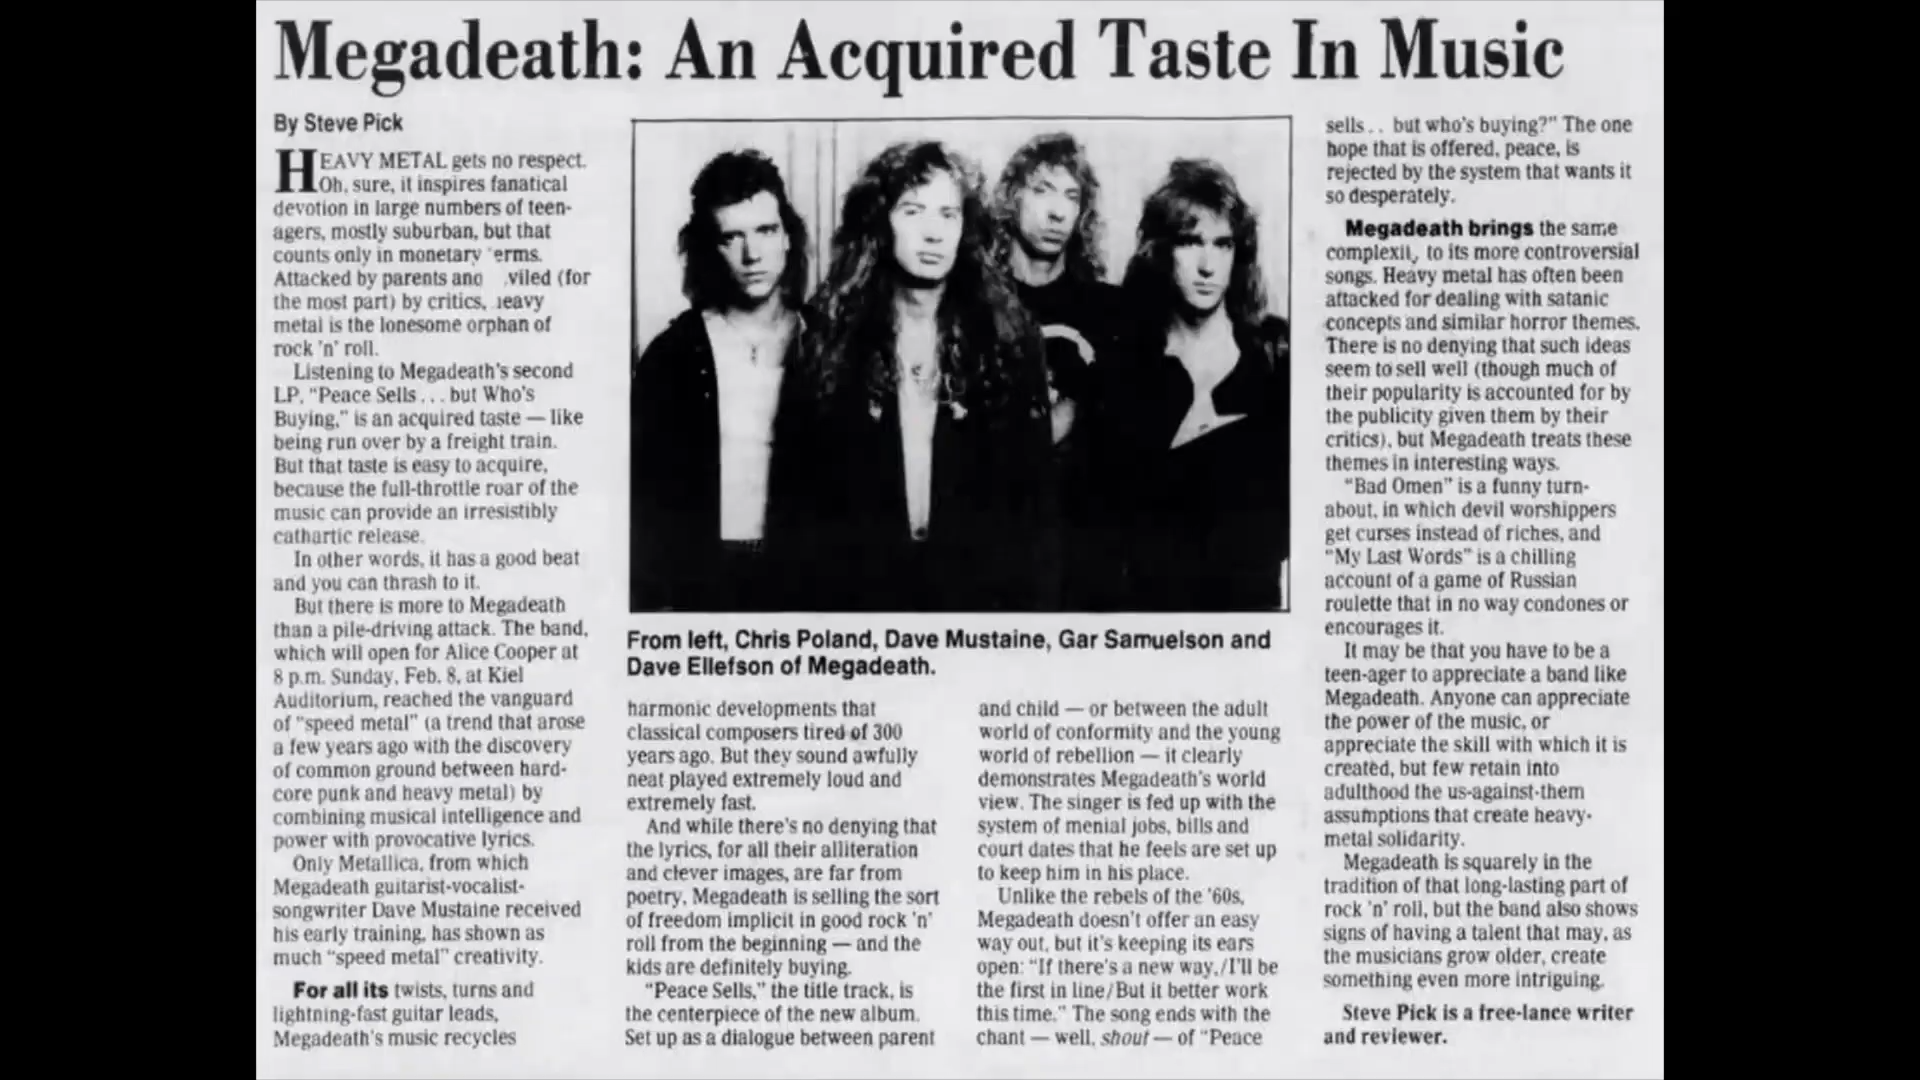 Megadeath: An Acquired Taste In Music
By Steve Pick
HEAVY METAL gets no respect.
Oh, sure, it inspires fanatical
devotion in large numbers of teen-
agers, mostly suburban, but that
counts only in monetary 'erms.
Attacked by parents and .viled (for
the most part) by critics, .eavy
metal is the lonesome orphan of
rock 'n' roll.
Listening to Megadeath's second
LP, "Peace Sells . . . but Who's
Buying," is an acquired taste — like
being run over by a freight train.
But that taste is easy to acquire,
because the full-throttle roar of the
music can provide an irresistibly
cathartic release.
In other words, it has a good beat
and you can thrash to it.
But there is more to Megadeath
than a pile-driving attack. The band,
which will open for Alice Cooper at
8 p.m. Sunday, Feb. 8, at Kiel
Auditorium, reached the vanguard
of "speed metal" (a trend that arose
a few years ago with the discovery
of common ground between hard-
core punk and heavy metal) by
combining musical intelligence and
power with provocative lyrics.
Only Metallica, from which
Megadeath guitarist-vocalist-
songwriter Dave Mustaine received
his early training, has shown as
much "speed metal" creativity.
For all its twists, turns and
lightning-fast guitar leads,
Megadeath's music recycles
From left, Chris Poland, Dave Mustaine, Gar Samuelson and
Dave Ellefson of Megadeath.
harmonic developments that
classical composers tired of 300
years ago. But they sound awfully
neat played extremely loud and
extremely fast.
And while there's no denying that
the lyrics, for all their alliteration
and clever images, are far from
poetry, Megadeath is selling the sort
of freedom implicit in good rock 'n'
roll from the beginning — and the
kids are definitely buying.
"Peace Sells," the title track, is
the centerpiece of the new album.
Set up as a dialogue between parent
and child — or between the adult
world of conformity and the young
world of rebellion — it clearly
demonstrates Megadeath's world
view. The singer is fed up with the
system of menial jobs, bills and
court dates that he feels are set up
to keep him in his place.
Unlike the rebels of the '60s,
Megadeath doesn't offer an easy
way out, but it's keeping its ears
open: "If there's a new way,/I'll be
the first in line/But it better work
this time." The song ends with the
chant — well, shout — of "Peace
sells . . but who's buying?" The one
hope that is offered, peace, is
rejected by the system that wants it
so desperately.
Megadeath brings the same
complexity to its more controversial
songs. Heavy metal has often been
attacked for dealing with satanic
concepts and similar horror themes.
There is no denying that such ideas
seem to sell well (though much of
their popularity is accounted for by
the publicity given them by their
critics), but Megadeath treats these
themes in interesting ways.
"Bad Omen" is a funny turn-
about, in which devil worshippers
get curses instead of riches, and
"My Last Words" is a chilling
account of a game of Russian
roulette that in no way condones or
encourages it.
It may be that you have to be a
teen-ager to appreciate a band like
Megadeath. Anyone can appreciate
the power of the music, or
appreciate the skill with which it is
created, but few retain into
adulthood the us-against-them
assumptions that create heavy-
metal solidarity.
Megadeath is squarely in the
tradition of that long-lasting part of
rock 'n' roll, but the band also shows
signs of having a talent that may, as
the musicians grow older, create
something even more intriguing.
Steve Pick is a free-lance writer
and reviewer.